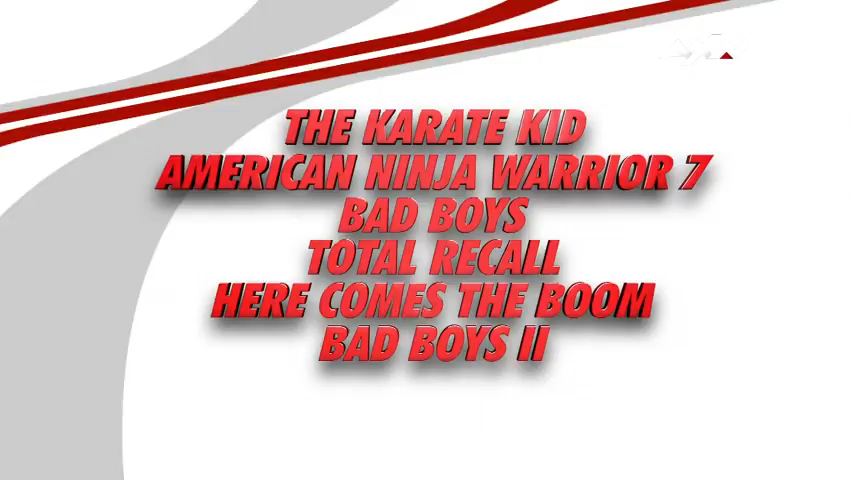 THE KARATE KID
AMERICAN NINJA WARRIOR 7
BAD BOYS
TOTAL RECALL
HERE COMES THE BOOM
BAD BOYS II